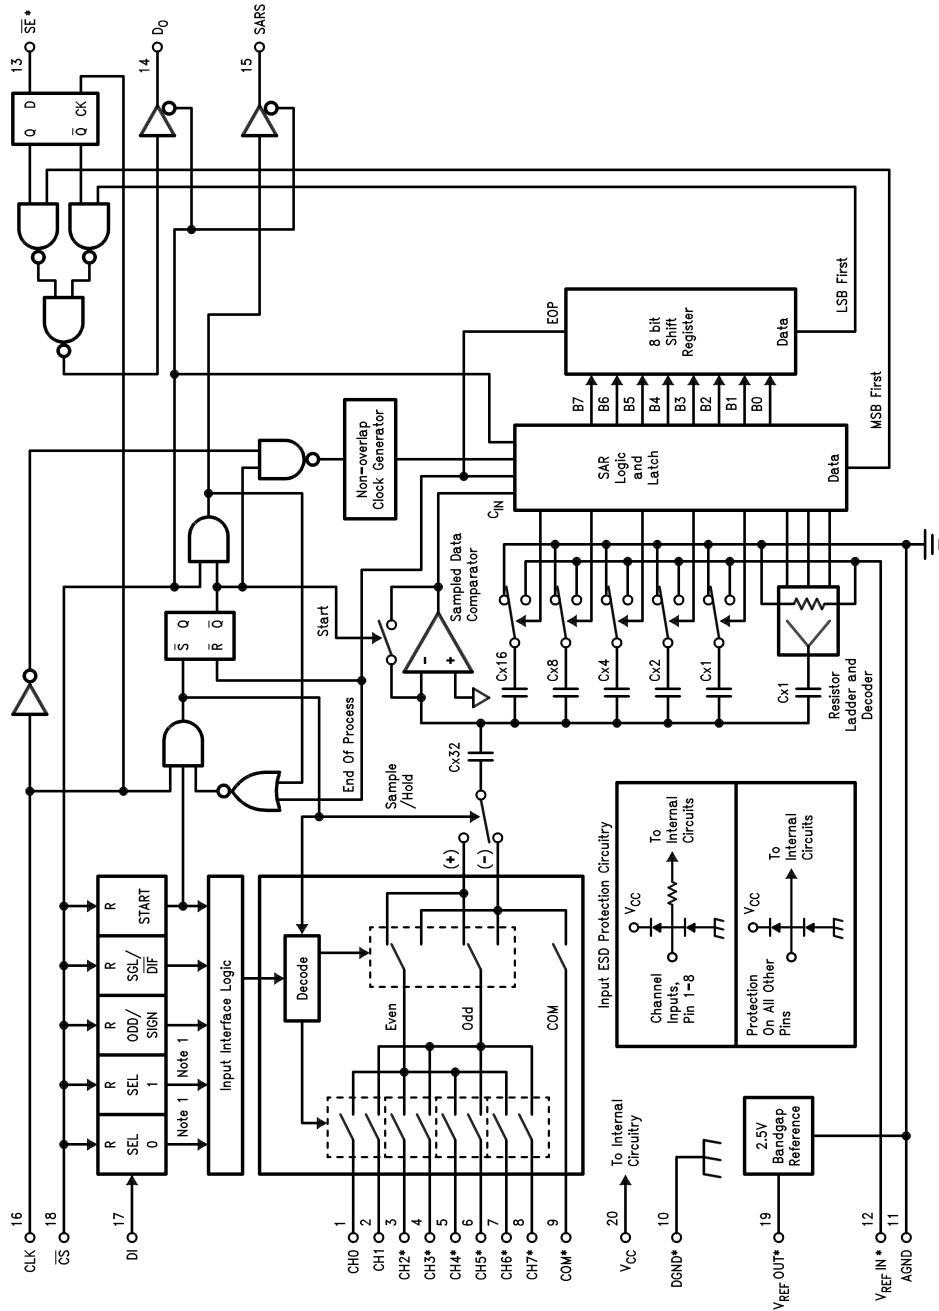 CLK
16
C̅S̅
18
DI
17
R
SEL
0
R
SEL
1
R
ODD/
SIGN
R
SGL/
D̅I̅F̅
R
START
Note 1
Note 1
Input Interface Logic
Decode
Even
Odd
COM
CH0
1
CH1
2
CH2*
3
CH3*
4
CH4*
5
CH5*
6
CH6*
7
CH7*
8
COM*
9
(+)
(-)
Sample
/Hold
End Of Process
Start
S̅ Q
R̅ Q̅
Non-overlap
Clock Generator
Sampled Data
Comparator
-
+
Cx32
Cx16
Cx8
Cx4
Cx2
Cx1
Cx1
Resistor
Ladder and
Decoder
CIN
SAR
Logic
and
Latch
Data
B7
B6
B5
B4
B3
B2
B1
B0
EOP
8 bit
Shift
Register
Data
LSB First
MSB First
Q D
Q̅ CK
13
S̅E̅*
14
DO
15
SARS
VCC
20
To Internal
Circuitry
DGND*
10
VREF OUT*
19
2.5V
Bandgap
Reference
VREF IN*
12
AGND
11
Input ESD Protection Circuitry
Channel
Inputs,
Pin 1-8
VCC
To
Internal
Circuits
Protection
On All Other
Pins
VCC
To
Internal
Circuits